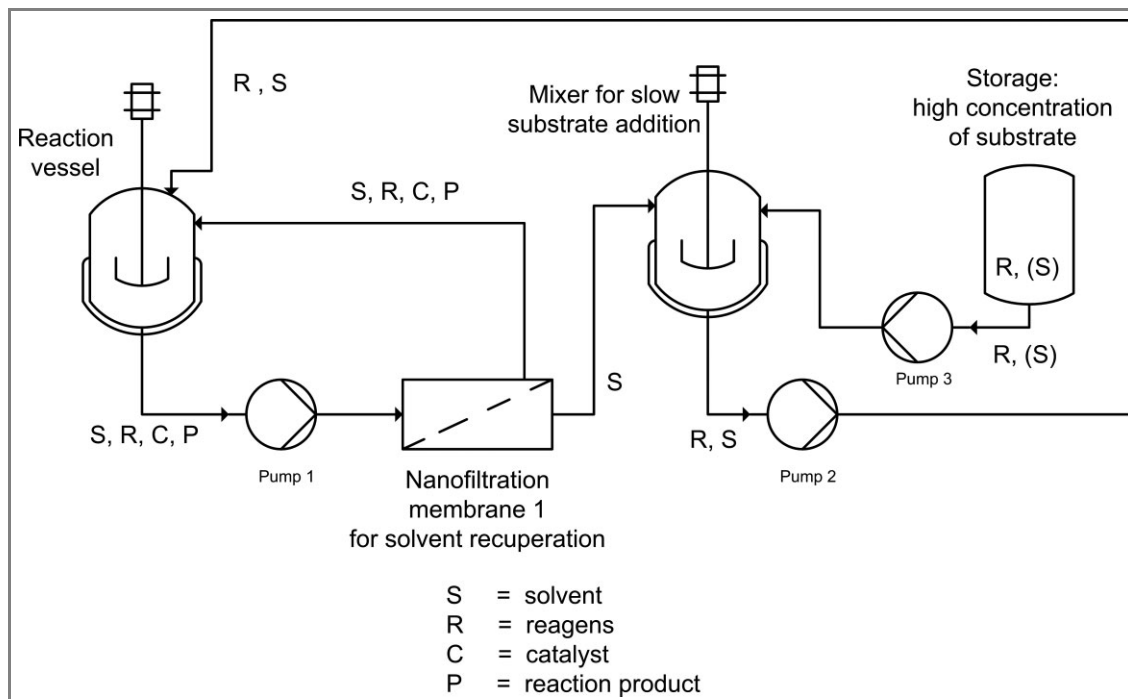 R , S
Reaction
vessel
S, R, C, P
Mixer for slow
substrate addition
Storage:
high concentration
of substrate
R, (S)
R, (S)
Pump 3
S
S, R, C, P
Pump 1
R, S
Pump 2
Nanofiltration
membrane 1
for solvent recuperation
S = solvent
R = reagens
C = catalyst
P = reaction product